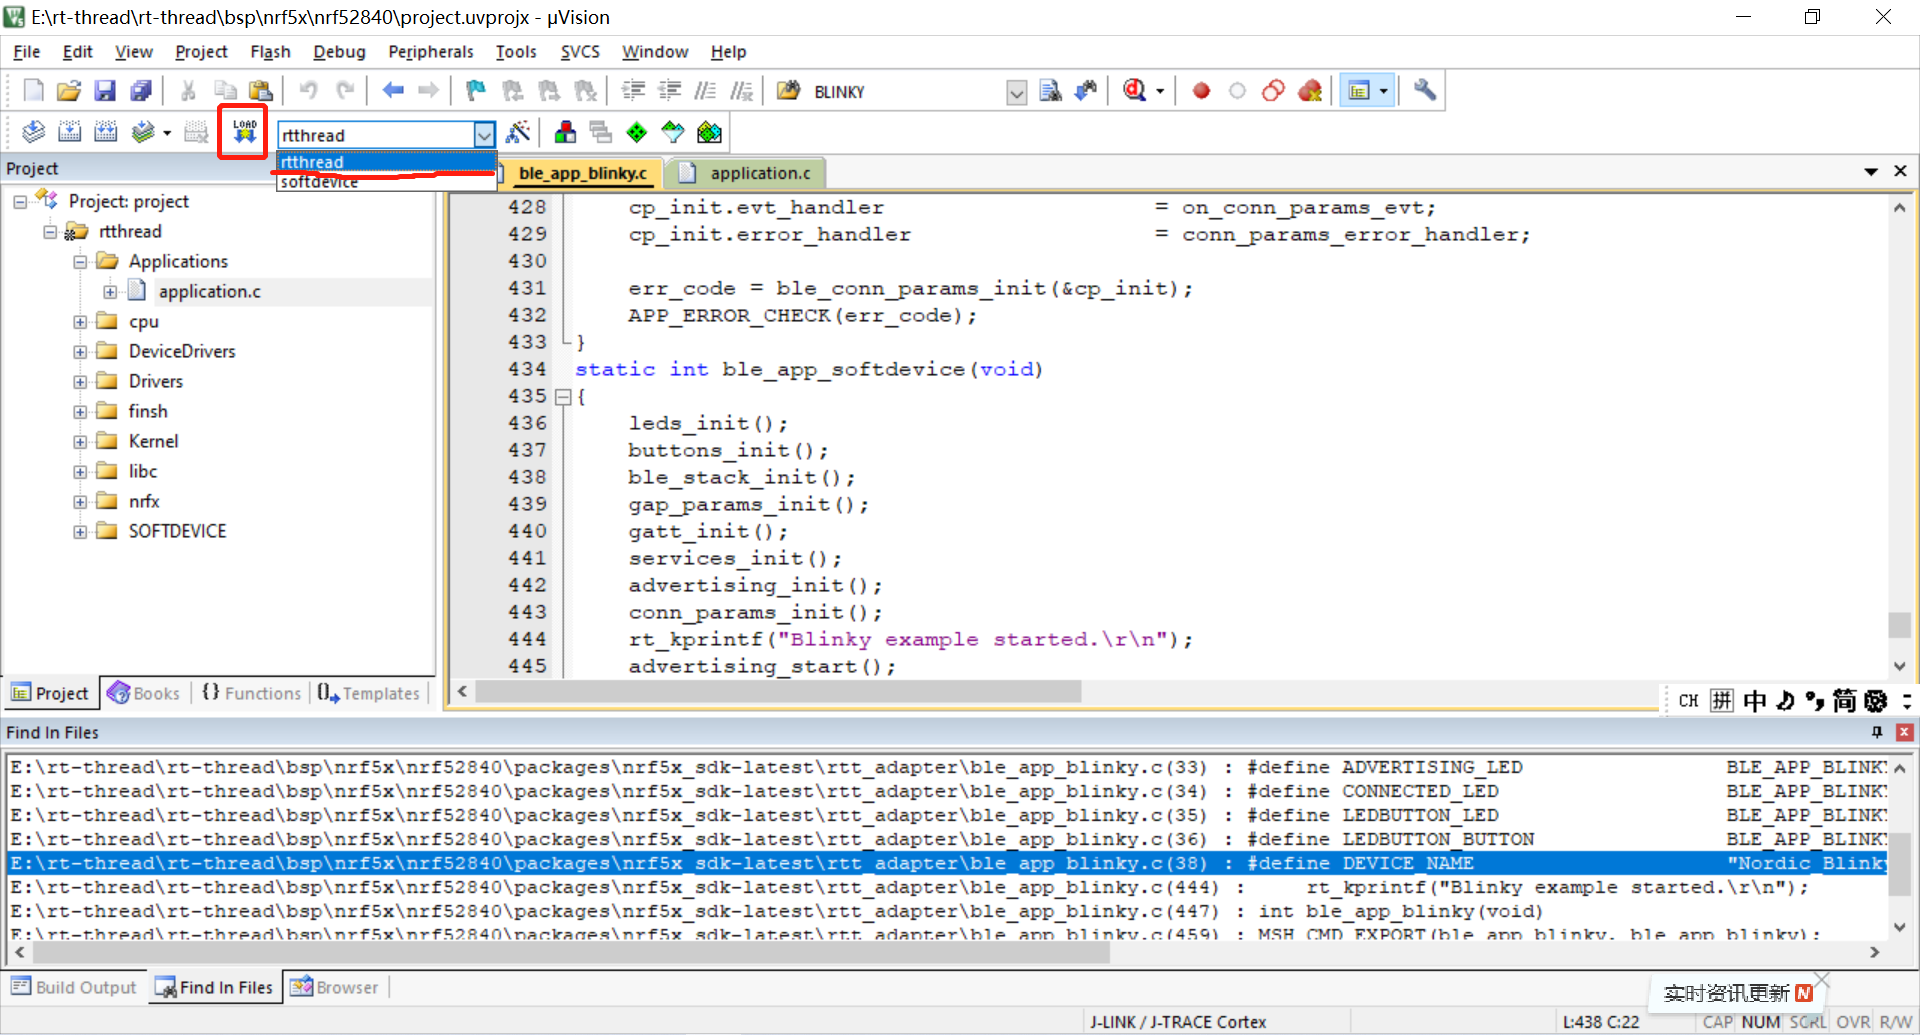 E:\rt-thread\rt-thread\bsp\nrf5x\nrf52840\project.uvprojx - µVision
File Edit View Project Flash Debug Peripherals Tools SVCS Window Help
BLINKY
LOAD rtthread
rtthread
softdevice
Project
Project: project
rtthread
Applications
application.c
cpu
DeviceDrivers
Drivers
finsh
Kernel
libc
nrfx
SOFTDEVICE
Project Books {} Functions Templates
ble_app_blinky.c application.c
428 cp_init.evt_handler = on_conn_params_evt;
429 cp_init.error_handler = conn_params_error_handler;
430
431 err_code = ble_conn_params_init(&cp_init);
432 APP_ERROR_CHECK(err_code);
433 }
434 static int ble_app_softdevice(void)
435 {
436 leds_init();
437 buttons_init();
438 ble_stack_init();
439 gap_params_init();
440 gatt_init();
441 services_init();
442 advertising_init();
443 conn_params_init();
444 rt_kprintf("Blinky example started.\r\n");
445 advertising_start();
CH 拼 中 简
Find In Files
E:\rt-thread\rt-thread\bsp\nrf5x\nrf52840\packages\nrf5x_sdk-latest\rtt_adapter\ble_app_blinky.c(33) : #define ADVERTISING_LED BLE_APP_BLINKY
E:\rt-thread\rt-thread\bsp\nrf5x\nrf52840\packages\nrf5x_sdk-latest\rtt_adapter\ble_app_blinky.c(34) : #define CONNECTED_LED BLE_APP_BLINKY
E:\rt-thread\rt-thread\bsp\nrf5x\nrf52840\packages\nrf5x_sdk-latest\rtt_adapter\ble_app_blinky.c(35) : #define LEDBUTTON_LED BLE_APP_BLINKY
E:\rt-thread\rt-thread\bsp\nrf5x\nrf52840\packages\nrf5x_sdk-latest\rtt_adapter\ble_app_blinky.c(36) : #define LEDBUTTON_BUTTON BLE_APP_BLINKY
E:\rt-thread\rt-thread\bsp\nrf5x\nrf52840\packages\nrf5x_sdk-latest\rtt_adapter\ble_app_blinky.c(38) : #define DEVICE_NAME "Nordic_Blinky
E:\rt-thread\rt-thread\bsp\nrf5x\nrf52840\packages\nrf5x_sdk-latest\rtt_adapter\ble_app_blinky.c(444) : rt_kprintf("Blinky example started.\r\n");
E:\rt-thread\rt-thread\bsp\nrf5x\nrf52840\packages\nrf5x_sdk-latest\rtt_adapter\ble_app_blinky.c(447) : int ble_app_blinky(void)
E:\rt-thread\rt-thread\bsp\nrf5x\nrf52840\packages\nrf5x_sdk-latest\rtt_adapter\ble_app_blinky.c(459) : MSH_CMD_EXPORT(ble_app_blinky, ble app blinky);
Build Output Find In Files Browser
实时资讯更新 N
J-LINK / J-TRACE Cortex L:438 C:22 CAP NUM SCRL OVR R/W